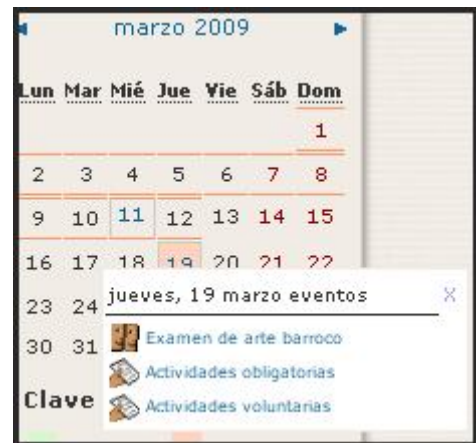 ◄ marzo 2009 ►
Lun Mar Mié Jue Vie Sáb Dom
1
2 3 4 5 6 7 8
9 10 11 12 13 14 15
16 17 18 19 20 21 22
jueves, 19 marzo eventos X
23 24
Examen de arte barroco
30 31
Actividades obligatorias
Clave
Actividades voluntarias